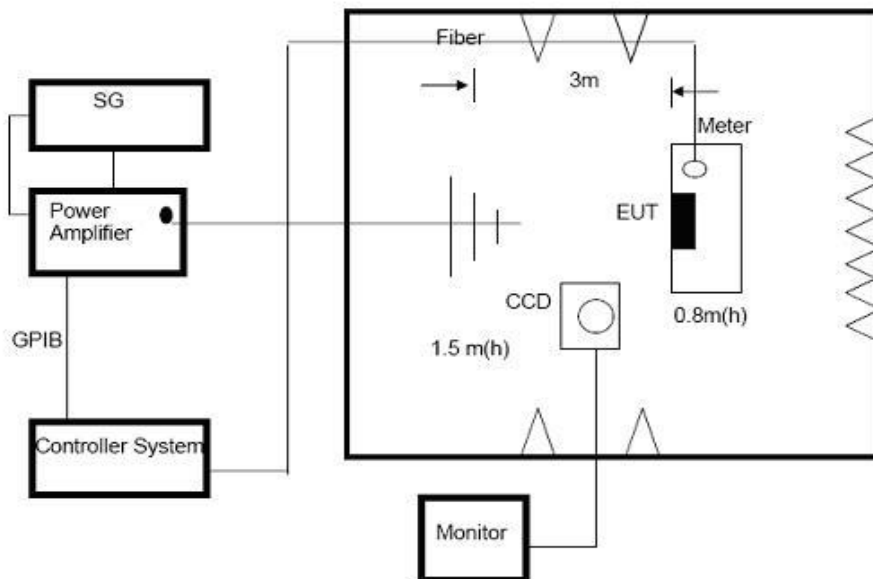 Fiber
3m
SG
Meter
Power
Amplifier
EUT
CCD
0.8m(h)
GPIB
1.5 m(h)
Controller System
Monitor